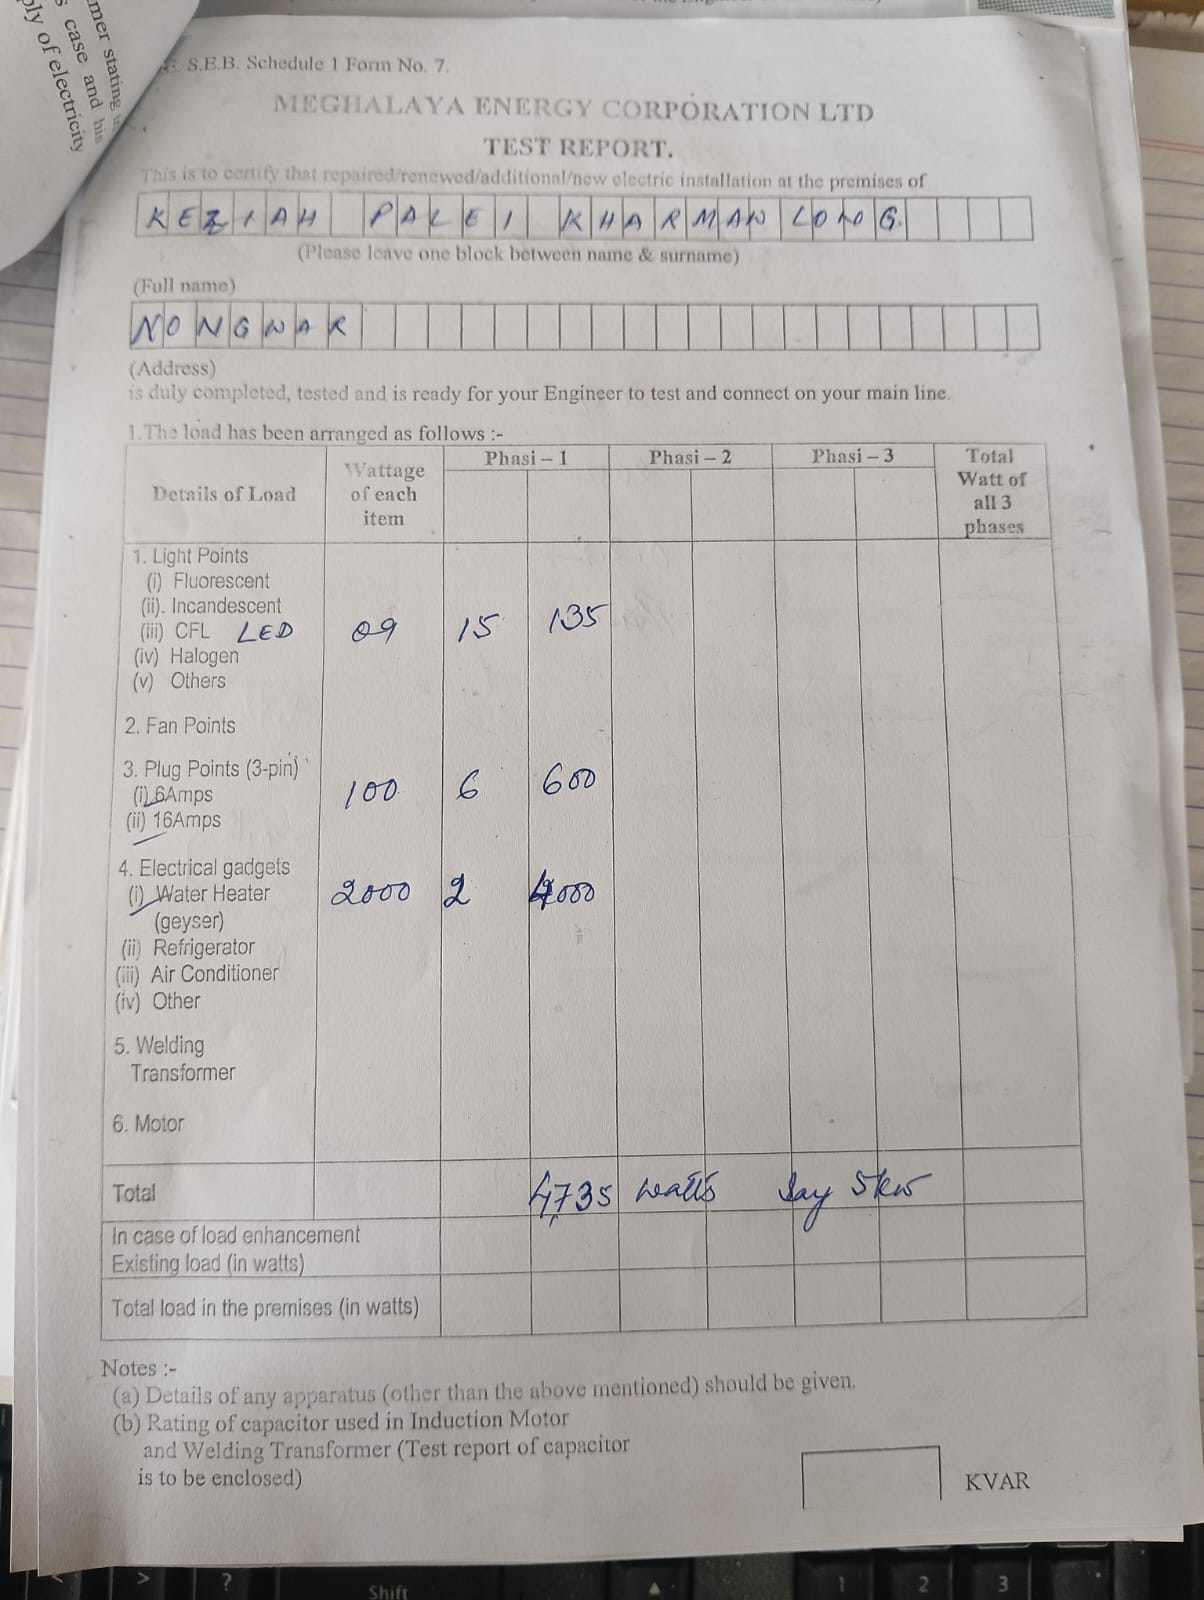 mer stating
s case and his
ply of electricity
S.E.B. Schedule 1 Form No. 7.
MEGHALAYA ENERGY CORPORATION LTD
TEST REPORT.
This is to certify that repaired/renewed/additional/new electric installation at the premises of
KEZIAH PALEI KHARMAWLONG.
(Please leave one block between name & surname)
(Full name)
NONGWAR
(Address)
is duly completed, tested and is ready for your Engineer to test and connect on your main line.
1.The load has been arranged as follows :-
Details of Load Wattage of each item Phasi – 1 Phasi – 2 Phasi – 3 Total Watt of all 3 phases
1. Light Points
(i) Fluorescent
(ii). Incandescent
(iii) CFL LED 09 15 135
(iv) Halogen
(v) Others
2. Fan Points
3. Plug Points (3-pin)
(i) 6Amps 100 6 600
(ii) 16Amps
4. Electrical gadgets
(i) Water Heater 2000 2 4000
(geyser)
(ii) Refrigerator
(iii) Air Conditioner
(iv) Other
5. Welding
Transformer
6. Motor
Total 4735 watts Say 5kw
In case of load enhancement
Existing load (in watts)
Total load in the premises (in watts)
Notes :-
(a) Details of any apparatus (other than the above mentioned) should be given.
(b) Rating of capacitor used in Induction Motor
and Welding Transformer (Test report of capacitor
is to be enclosed)
KVAR
< > ? Shift 1 2 3